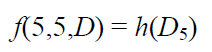 f(5,5,D) = h(D₅)